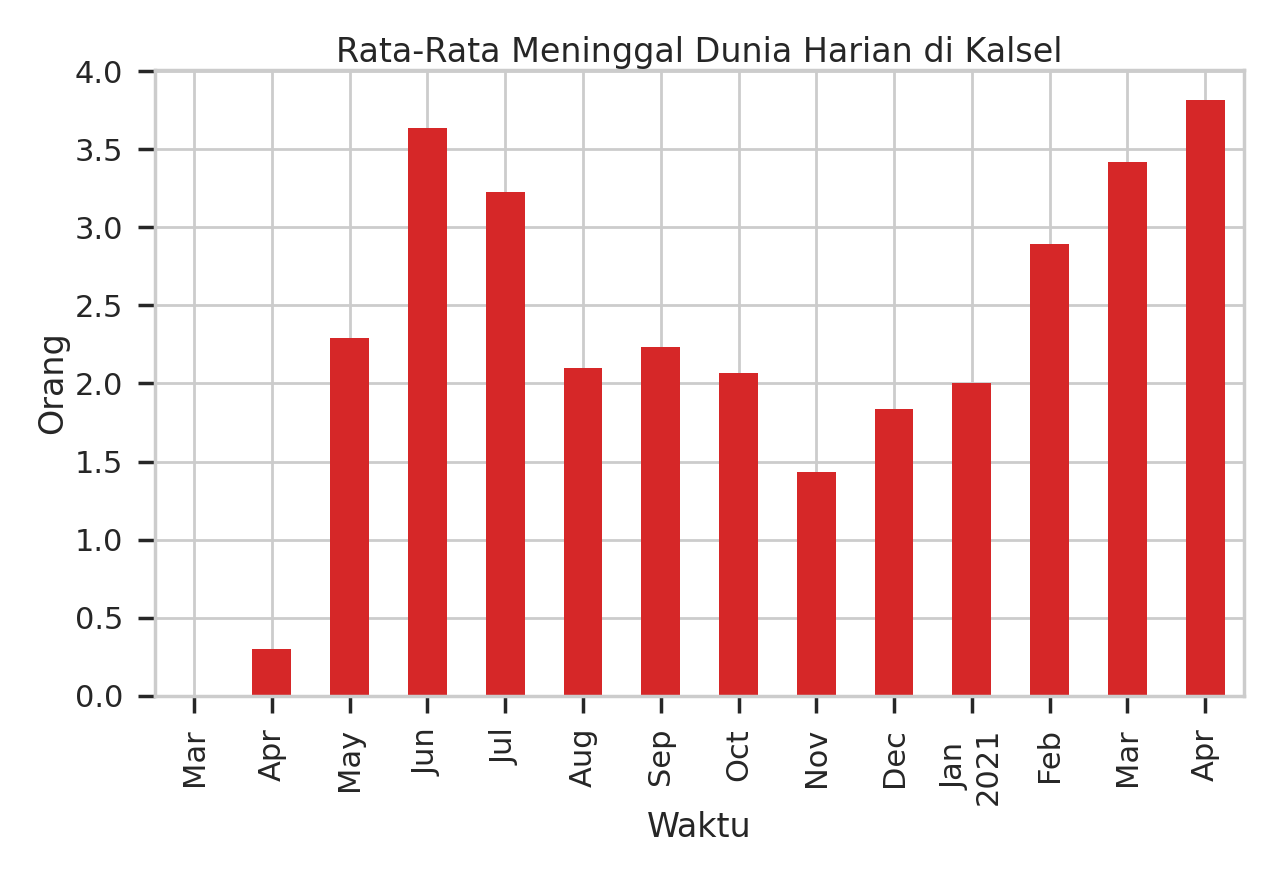 Rata-Rata Meninggal Dunia Harian di Kalsel
4.0
3.5
3.0
2.5
2.0
1.5
1.0
0.5
0.0
Orang
Mar
Apr
May
Jun
Jul
Aug
Sep
Oct
Nov
Dec
Jan
2021
Feb
Mar
Apr
Waktu